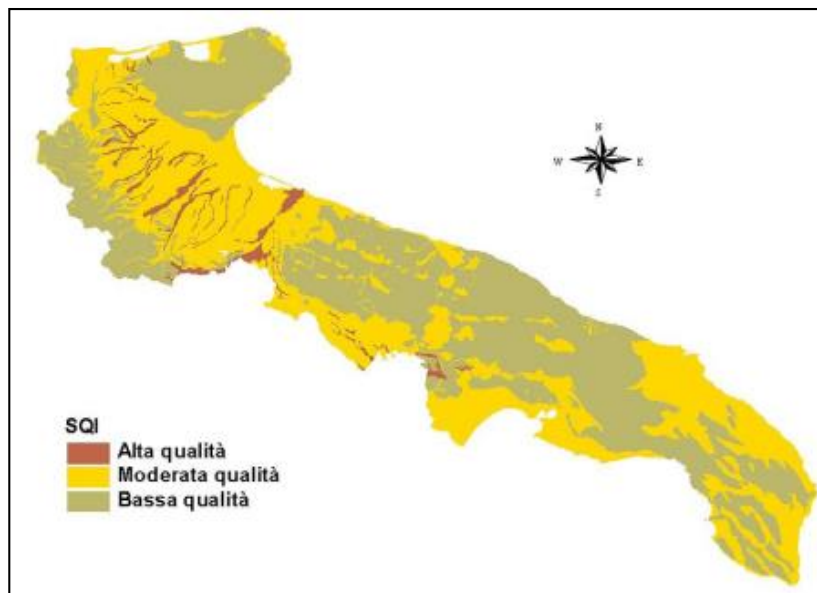 N
W E
S
SQI
Alta qualità
Moderata qualità
Bassa qualità